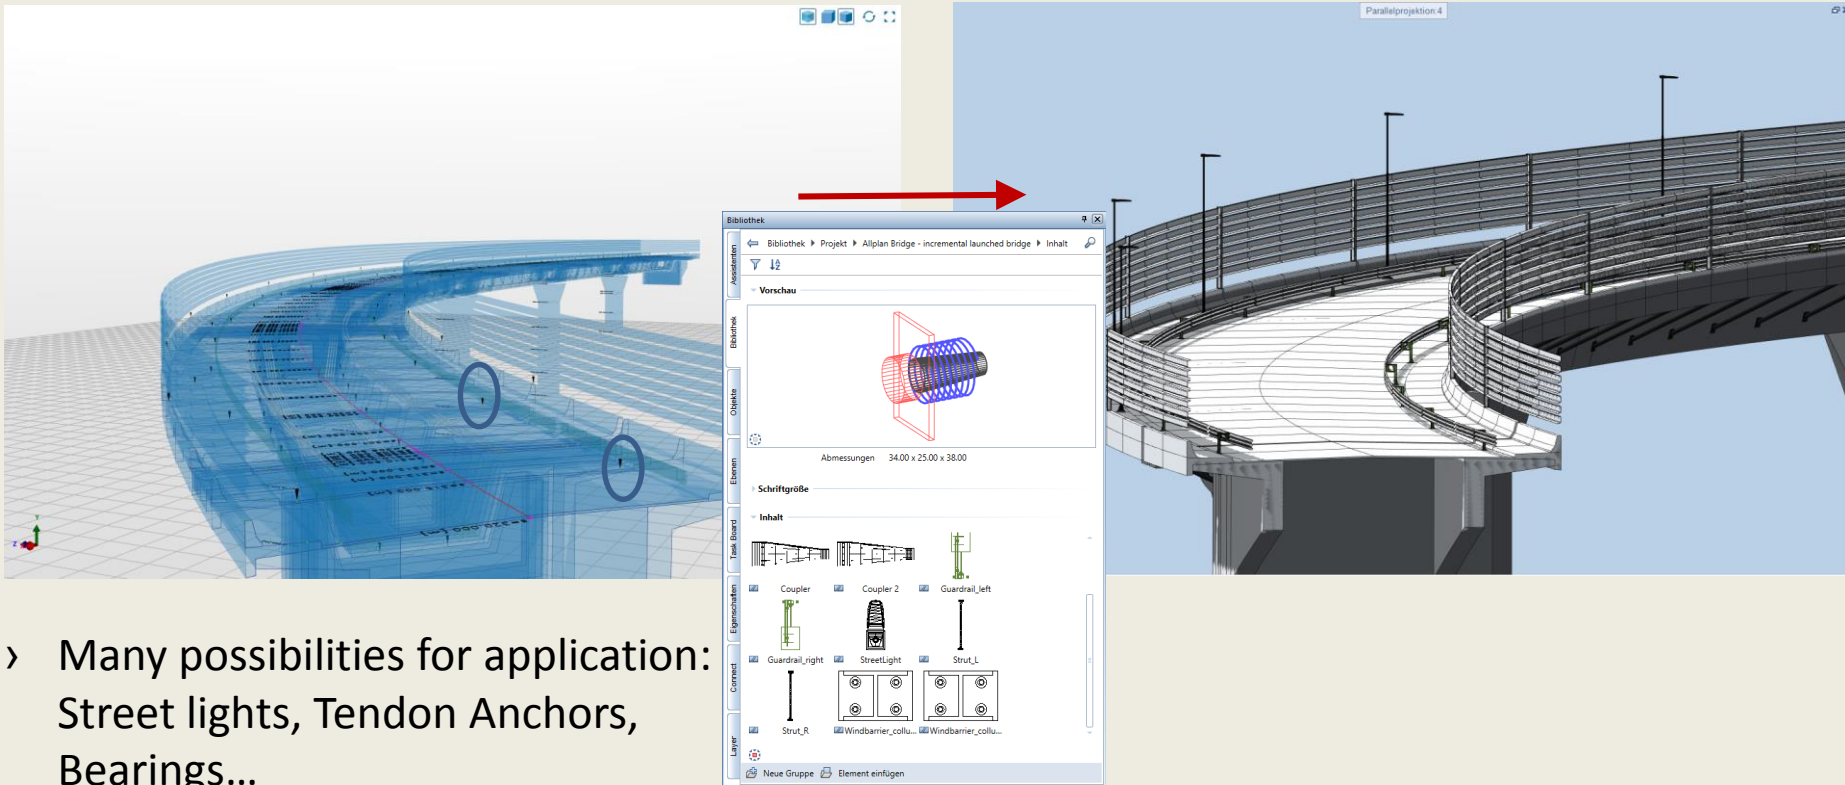 Parallelprojektion:4
Bibliothek
Bibliothek Projekt Allplan Bridge - incremental launched bridge Inhalt
Assistenten
Bibliothek
Objekte
Ebenen
Task Board
Eigenschaften
Connect
Layer
Vorschau
Abmessungen 34.00 x 25.00 x 38.00
Schriftgröße
Inhalt
Coupler Coupler 2 Guardrail_left
Guardrail_right StreetLight Strut_L
Strut_R Windbarrier_collu... Windbarrier_collu...
Neue Gruppe Element einfügen
› Many possibilities for application:
Street lights, Tendon Anchors,
Bearings...